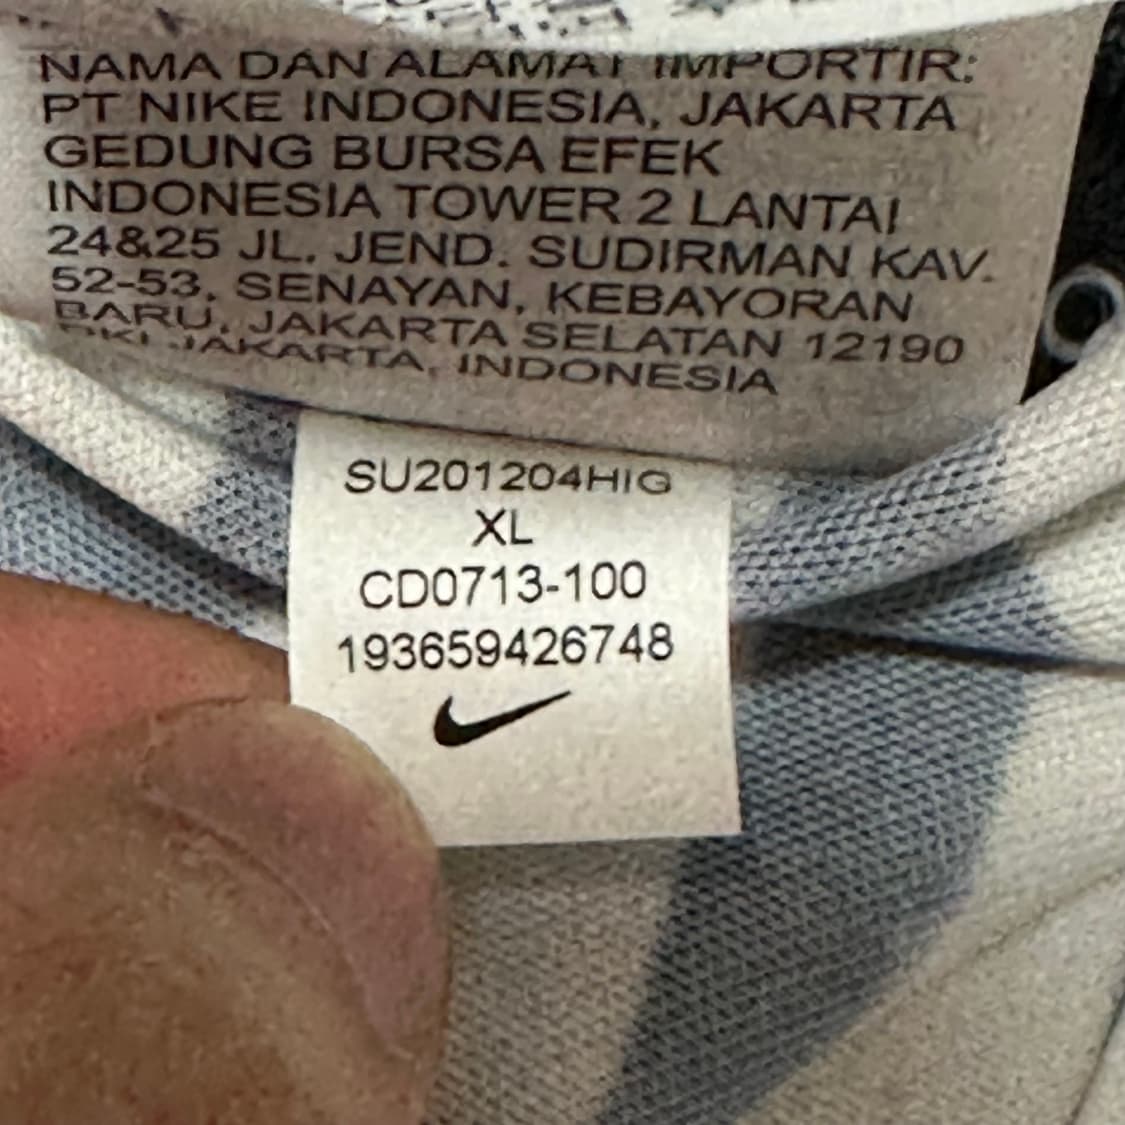 NAMA DAN ALAMAT IMPORTIR:
PT NIKE INDONESIA, JAKARTA
GEDUNG BURSA EFEK
INDONESIA TOWER 2 LANTAI
24&25 JL. JEND. SUDIRMAN KAV.
52-53, SENAYAN, KEBAYORAN
BARU, JAKARTA SELATAN 12190
DKI JAKARTA, INDONESIA
SU201204HIG
XL
CD0713-100
193659426748